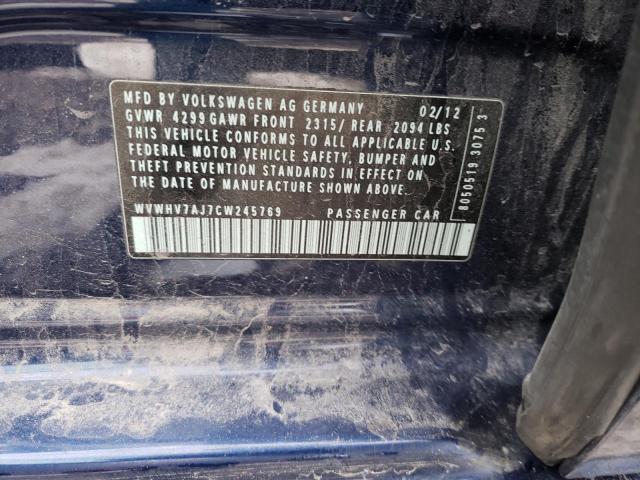 MFD BY VOLKSWAGEN AG GERMANY 02/12
GVWR 4299 GAWR FRONT 2315/ REAR 2094 LBS
THIS VEHICLE CONFORMS TO ALL APPLICABLE U.S.
FEDERAL MOTOR VEHICLE SAFETY, BUMPER AND
THEFT PREVENTION STANDARDS IN EFFECT ON
THE DATE OF MANUFACTURE SHOWN ABOVE.
WVWHV7AJ7CW245769 PASSENGER CAR
8050519.3075 3